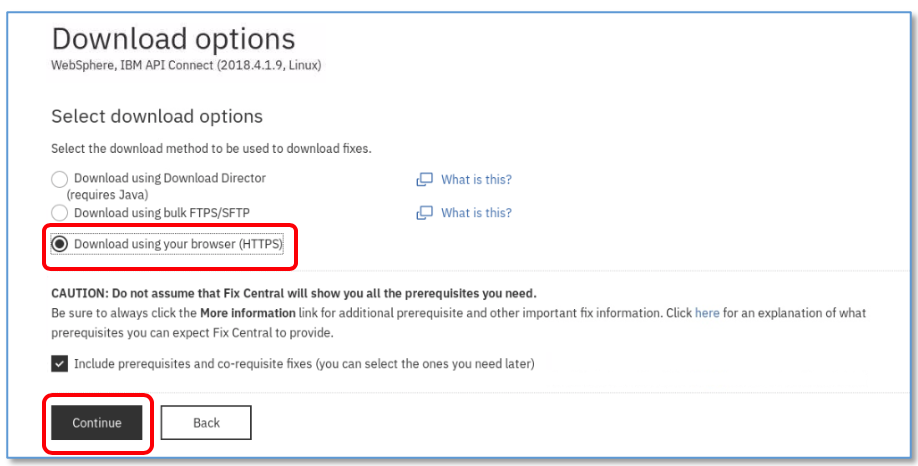 Download options
WebSphere, IBM API Connect (2018.4.1.9, Linux)
Select download options
Select the download method to be used to download fixes.
Download using Download Director
(requires Java)
What is this?
Download using bulk FTPS/SFTP
What is this?
Download using your browser (HTTPS)
CAUTION: Do not assume that Fix Central will show you all the prerequisites you need.
Be sure to always click the More information link for additional prerequisite and other important fix information. Click here for an explanation of what
prerequisites you can expect Fix Central to provide.
Include prerequisites and co-requisite fixes (you can select the ones you need later)
Continue
Back